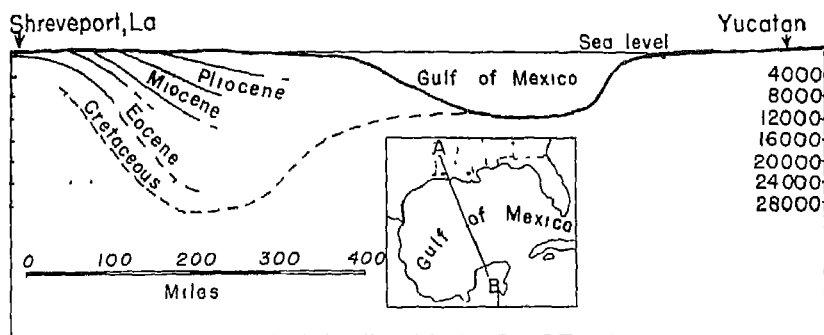 Shreveport, La
Yucatan
Sea level
Gulf of Mexico
Pliocene
Miocene
Eocene
Cretaceous
4000
8000
12000
16000
20000
24000
28000
A
Gulf of Mexico
B
0 100 200 300 400
Miles